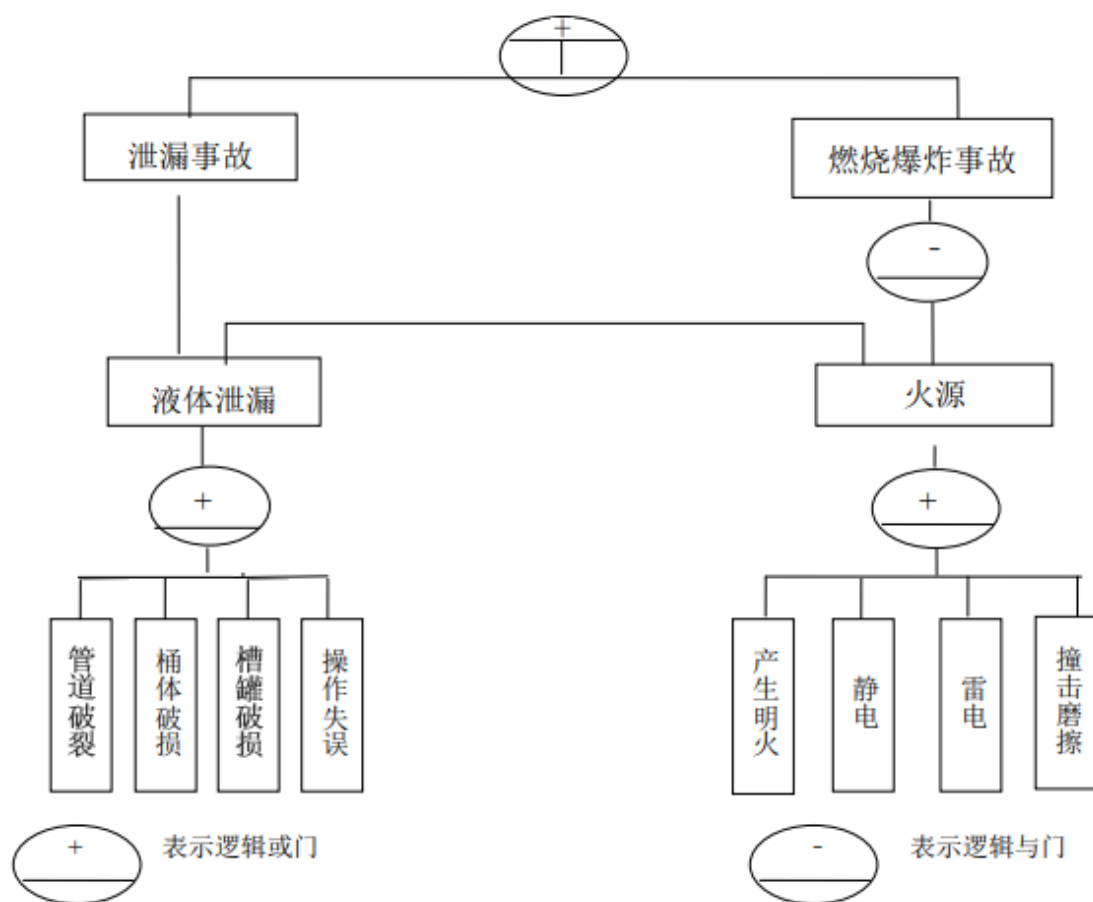 +
泄漏事故
燃烧爆炸事故
-
液体泄漏
火源
+
+
管道破裂
桶体破损
槽罐破损
操作失误
产生明火
静电
雷电
撞击磨擦
+ 表示逻辑或门
- 表示逻辑与门